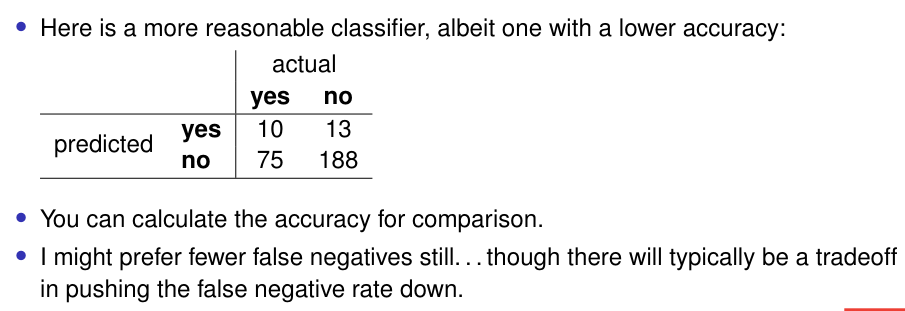 • Here is a more reasonable classifier, albeit one with a lower accuracy:
actual
yes no
predicted yes 10 13
no 75 188
• You can calculate the accuracy for comparison.
• I might prefer fewer false negatives still. . . though there will typically be a tradeoff
in pushing the false negative rate down.